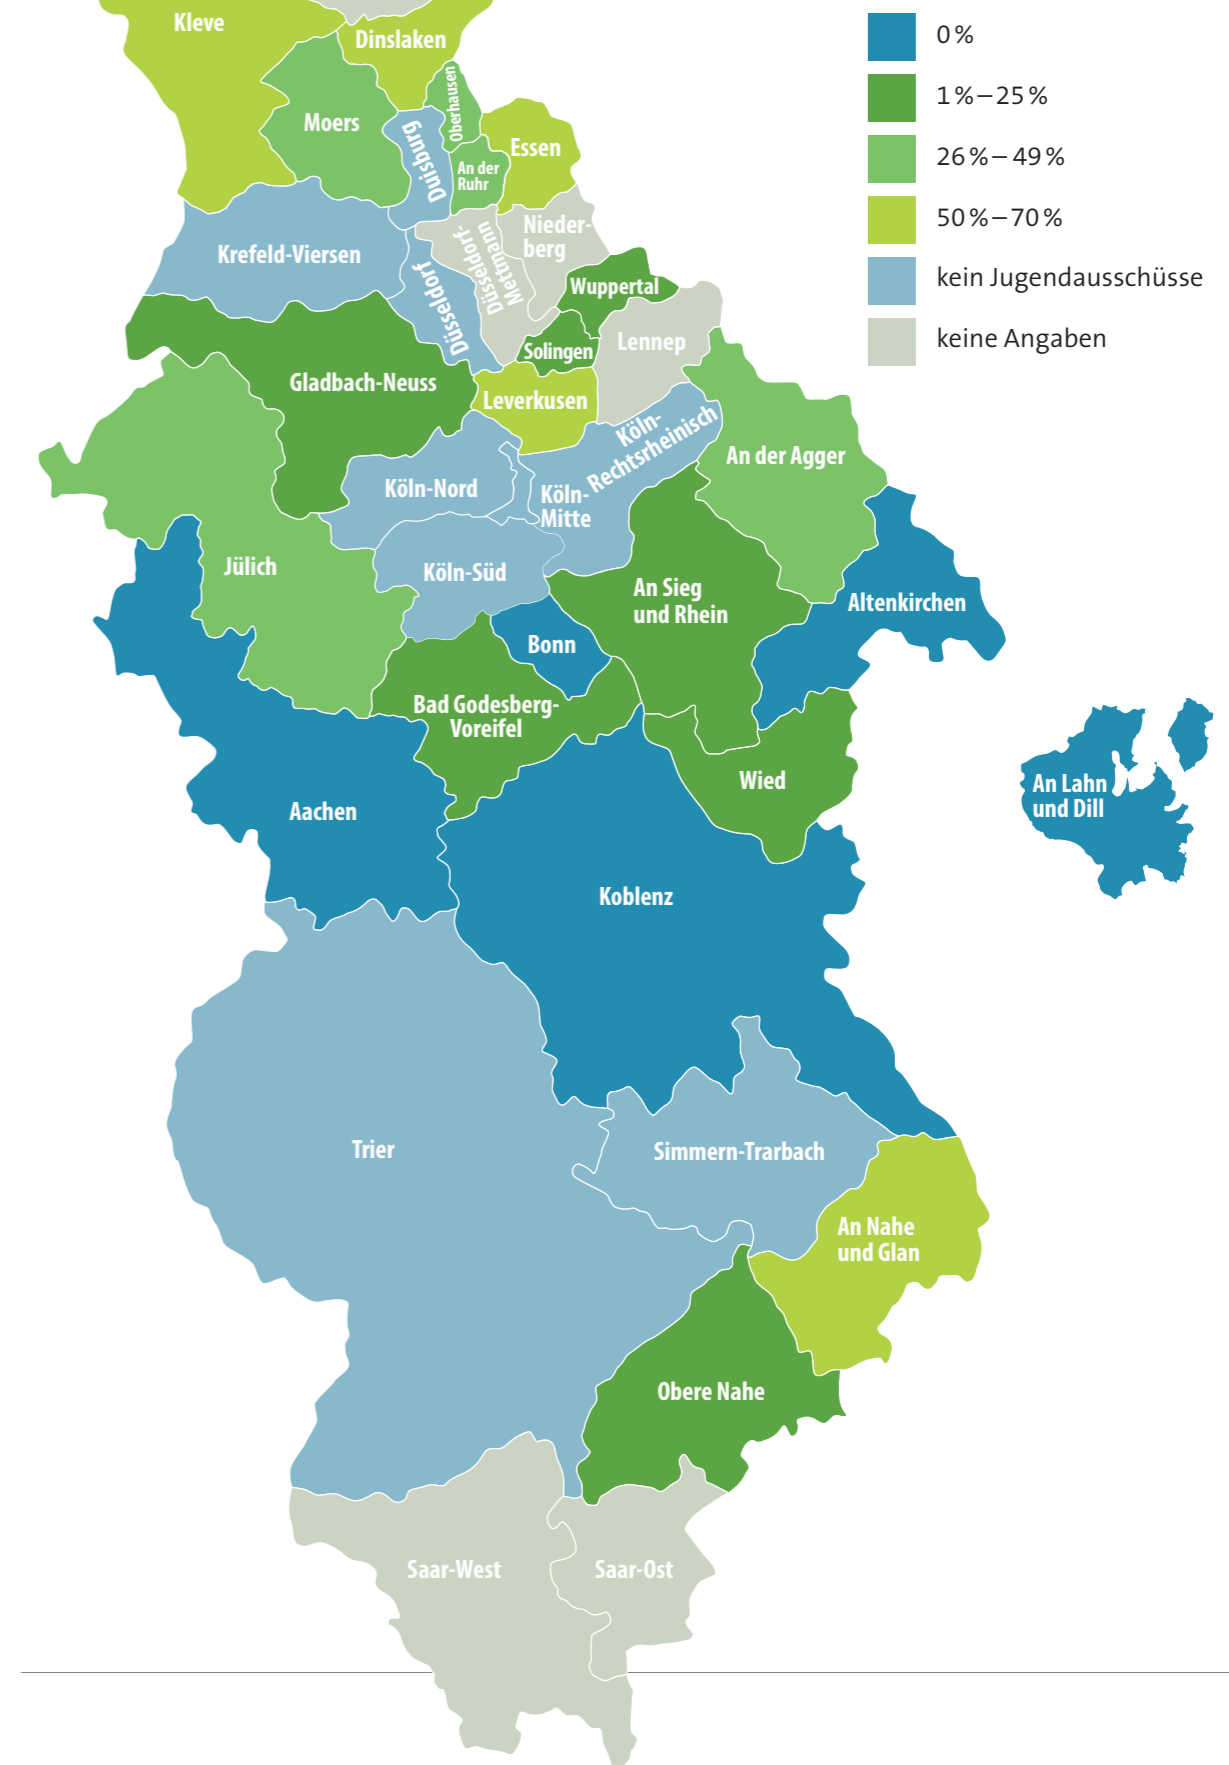 Kleve
Dinslaken
Moers
Oberhausen
Duisburg
An der
Ruhr
Essen
Krefeld-Viersen
Düsseldorf
Düsseldorf-
Mettmann
Nieder-
berg
Wuppertal
Solingen
Lennep
Gladbach-Neuss
Leverkusen
Köln-
Rechtsrheinisch
An der Agger
Köln-Nord
Köln-
Mitte
Jülich
Köln-Süd
An Sieg
und Rhein
Altenkirchen
Bonn
Bad Godesberg-
Voreifel
Wied
An Lahn
und Dill
Aachen
Koblenz
Trier
Simmern-Trarbach
An Nahe
und Glan
Obere Nahe
Saar-West
Saar-Ost
0 %
1 % – 25 %
26 % – 49 %
50 % – 70 %
kein Jugendausschüsse
keine Angaben